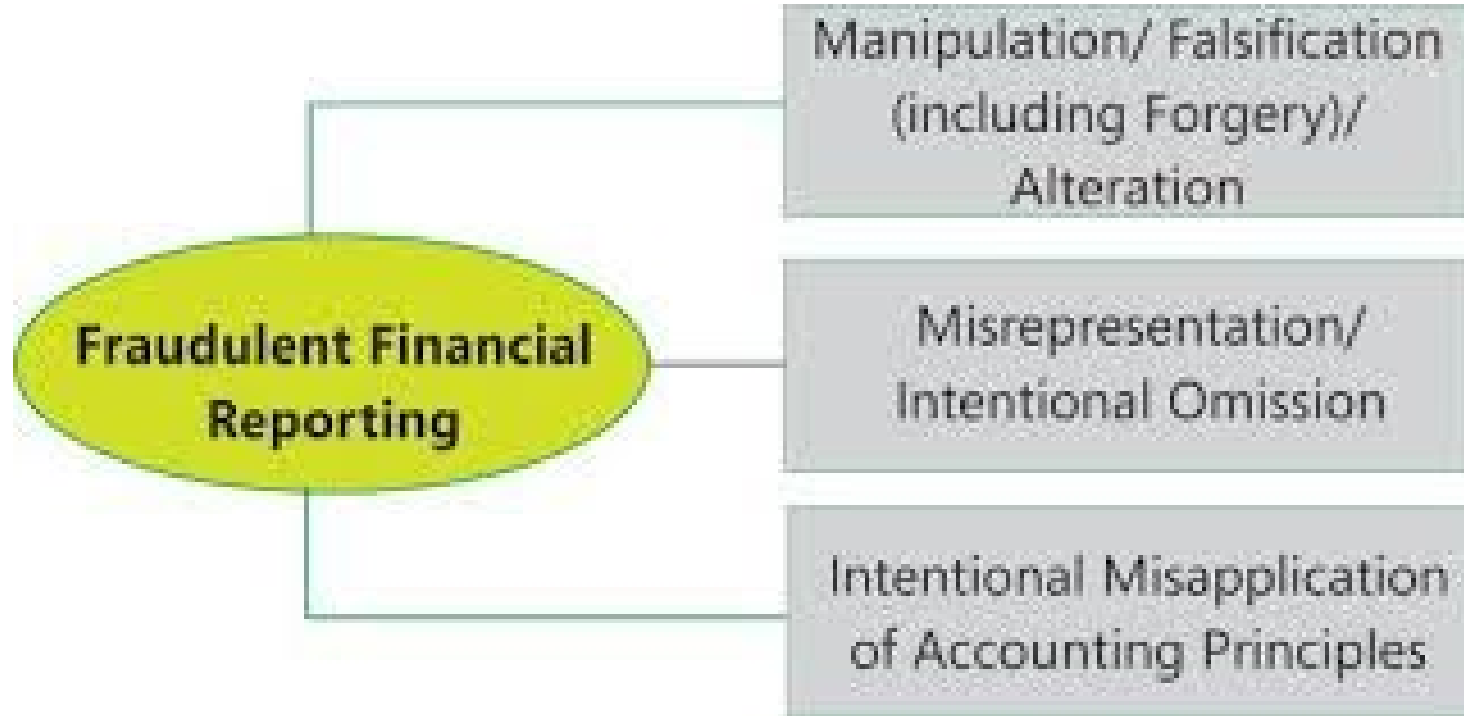 Manipulation/ Falsification
(including Forgery)/
Alteration
Fraudulent Financial
Reporting
Misrepresentation/
Intentional Omission
Intentional Misapplication
of Accounting Principles